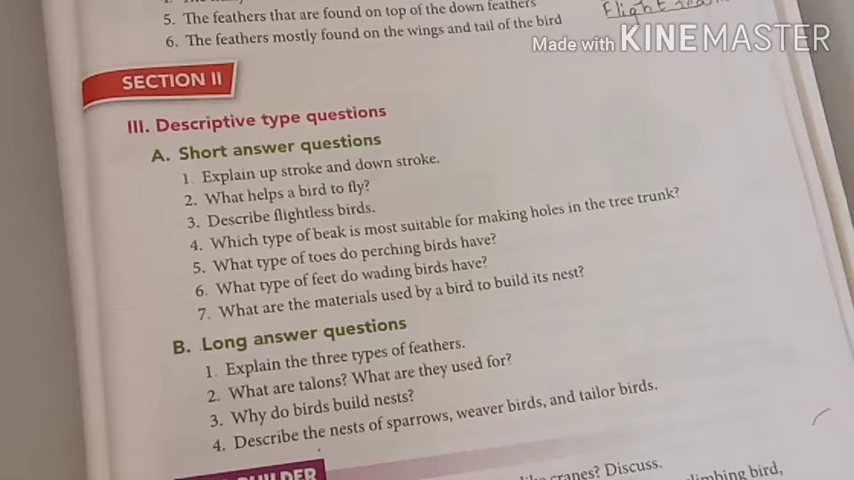 5. The feathers that are found on top of the down feathers
6. The feathers mostly found on the wings and tail of the bird
Flight
Made with KINEMASTER
SECTION II
III. Descriptive type questions
A. Short answer questions
1. Explain up stroke and down stroke.
2. What helps a bird to fly?
3. Describe flightless birds.
4. Which type of beak is most suitable for making holes in the tree trunk?
5. What type of toes do perching birds have?
6. What type of feet do wading birds have?
7. What are the materials used by a bird to build its nest?
B. Long answer questions
1. Explain the three types of feathers.
2. What are talons? What are they used for?
3. Why do birds build nests?
4. Describe the nests of sparrows, weaver birds, and tailor birds.
cranes? Discuss.
bird,